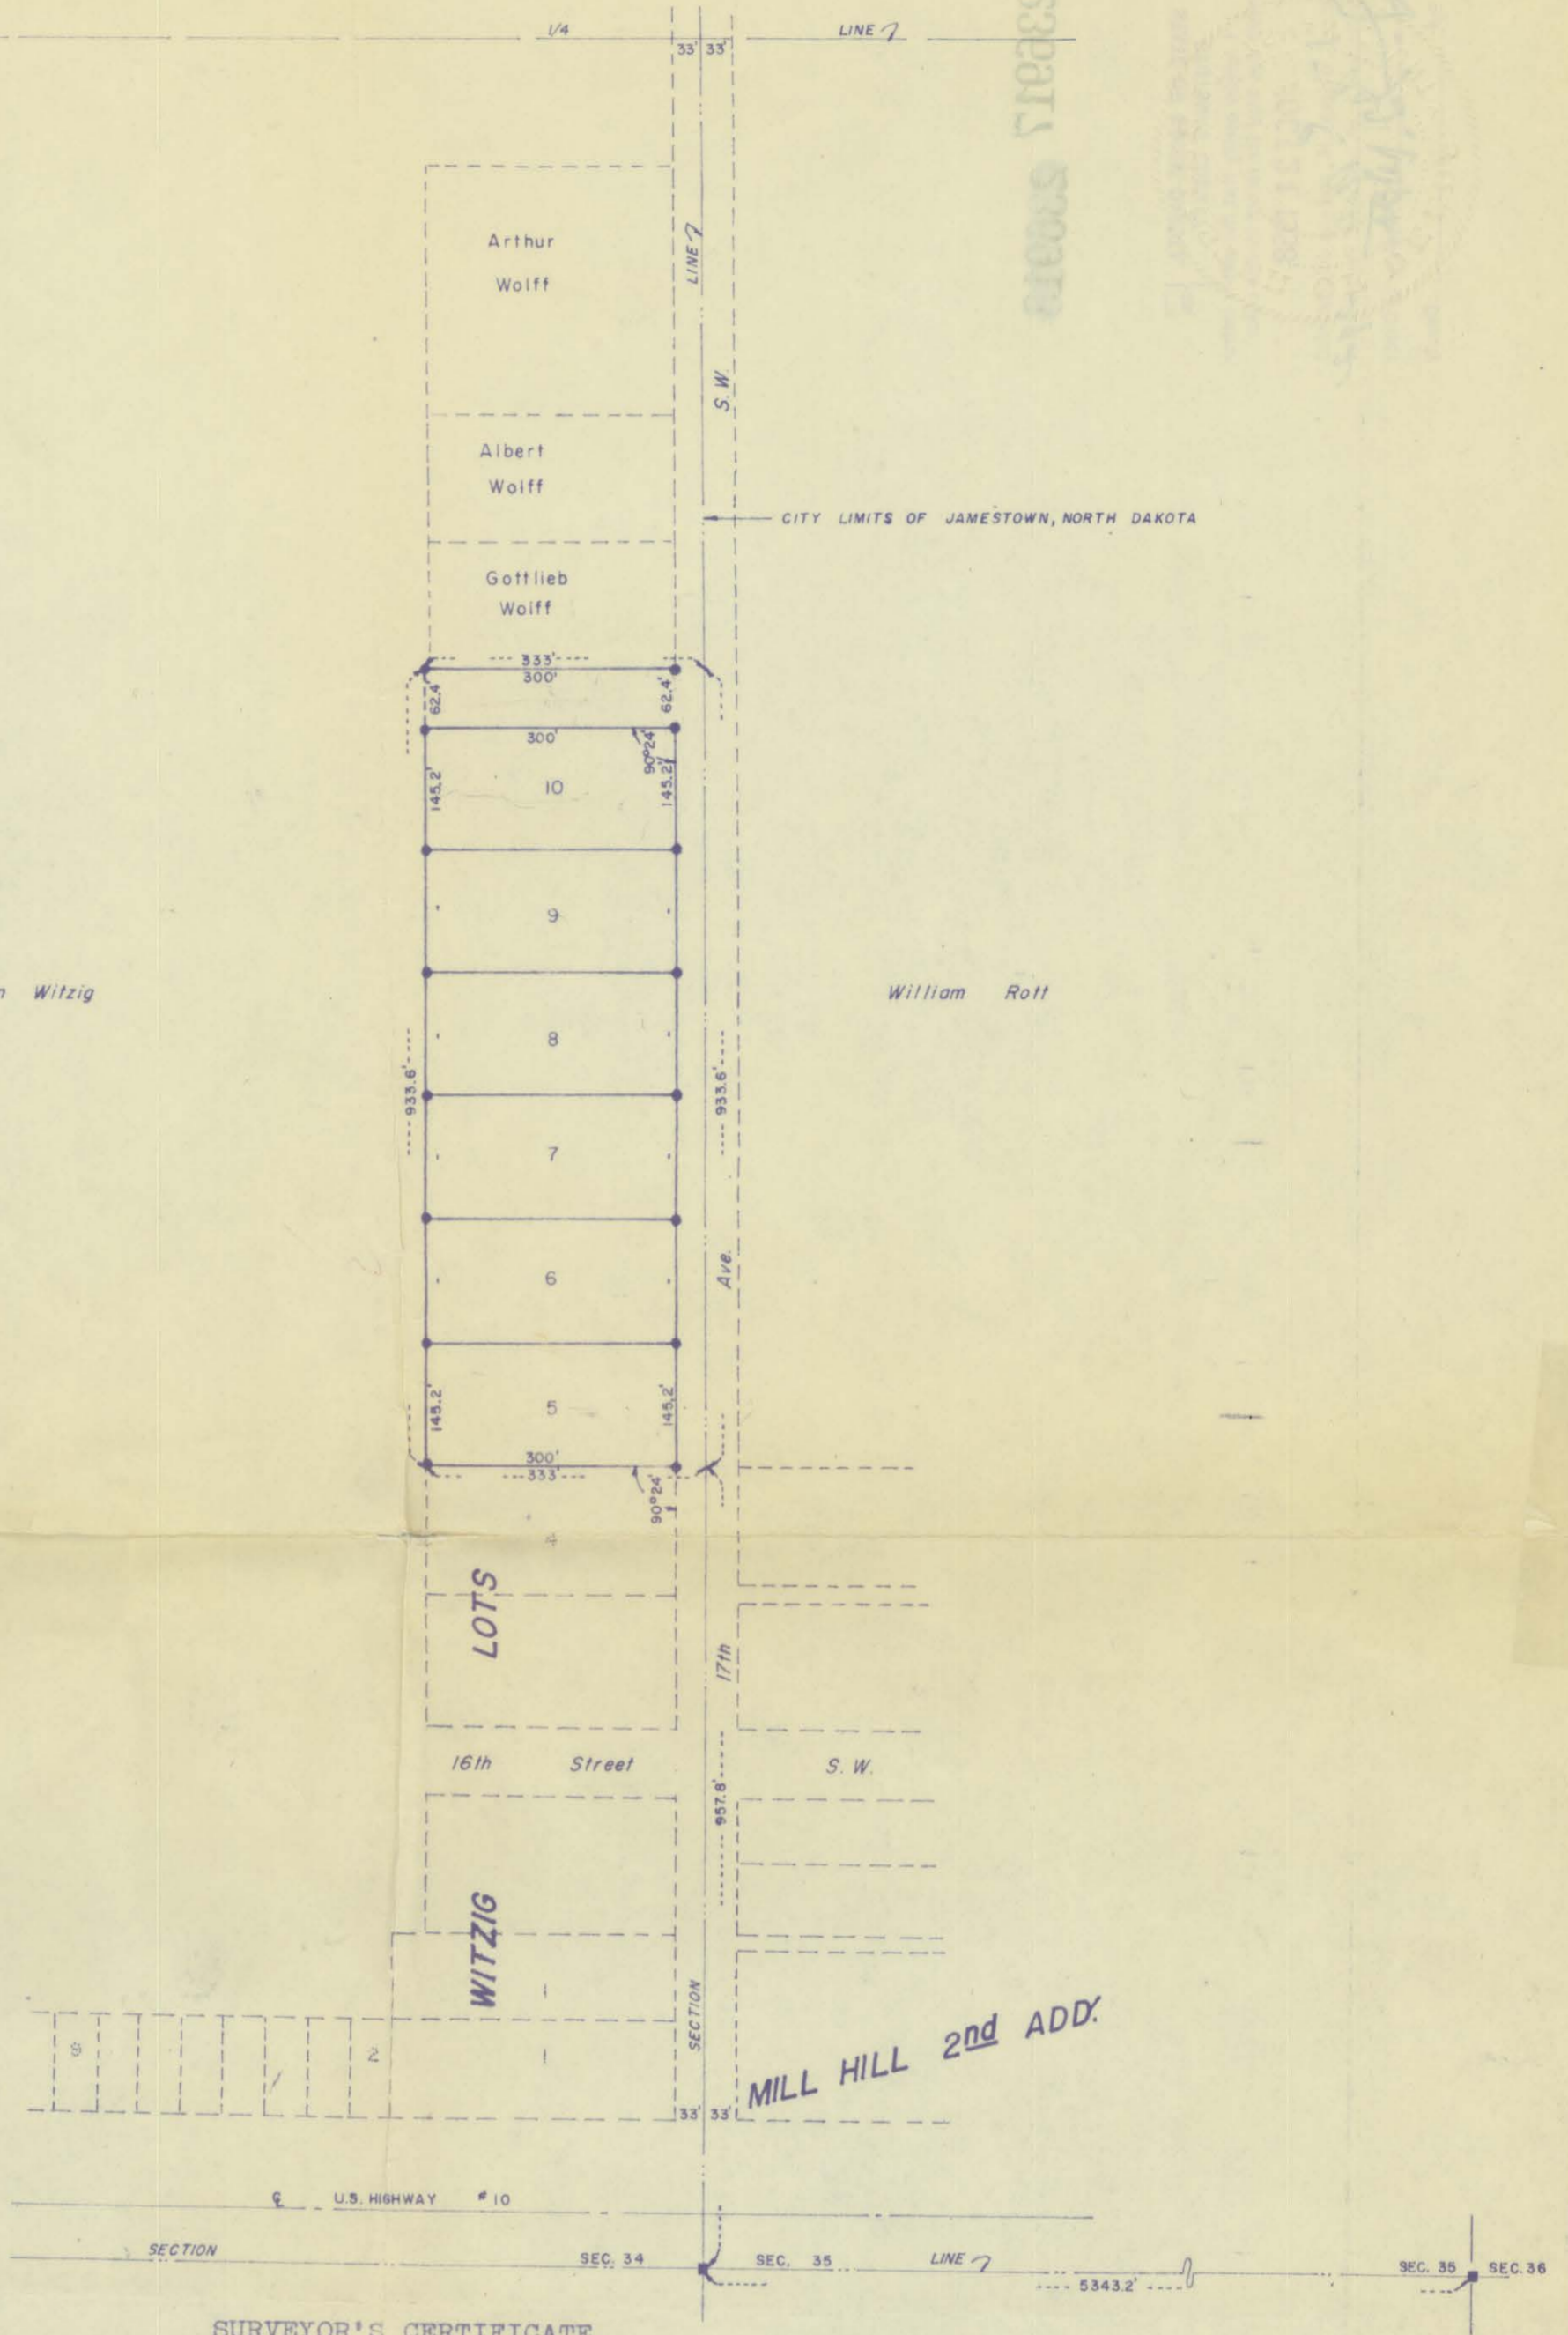 1/4 LINE
33' 33'
Arthur
Wolff
LINE
S.W.
Albert
Wolff
CITY LIMITS OF JAMESTOWN, NORTH DAKOTA
Gottlieb
Wolff
333'
300'
62.4' 62.4'
300'
90°24'
145.2' 10 145.2'
9
Witzig
William Rott
8
933.6' 933.6'
7
6
Ave.
145.2' 5 145.2'
300'
333'
90°24'
4
LOTS
17th
16th Street S. W.
957.8'
WITZIG
1
SECTION
9 2 1
MILL HILL 2nd ADD.
33' 33'
℄ U.S. HIGHWAY #10
SECTION SEC. 34 SEC. 35 LINE SEC. 35 SEC. 36
5343.2'
SURVEYOR'S CERTIFICATE